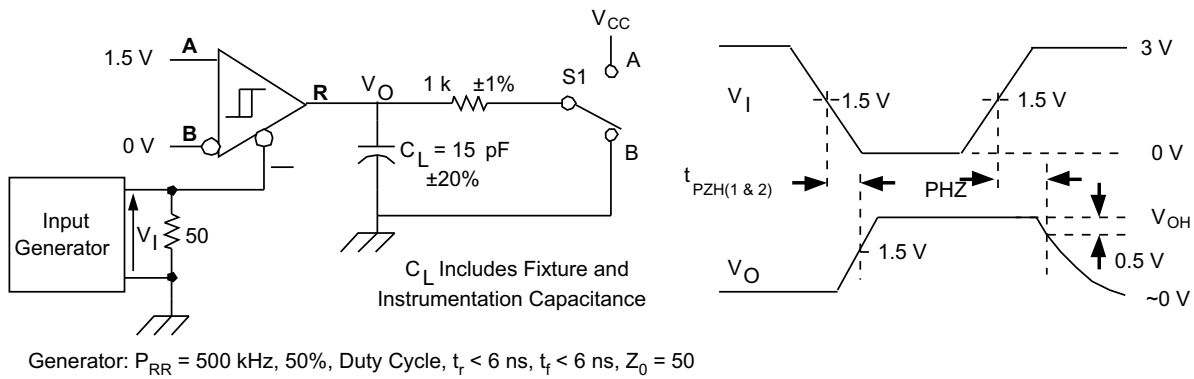 V_CC
A
1.5 V
A
R
V_O
1 k
±1%
S1
B
0 V
B
C_L = 15 pF
±20%
Input
Generator
V_I
50
C_L Includes Fixture and
Instrumentation Capacitance
3 V
V_I
1.5 V
1.5 V
0 V
t_PZH(1 & 2)
PHZ
V_OH
1.5 V
0.5 V
V_O
~0 V
Generator: P_RR = 500 kHz, 50%, Duty Cycle, t_r < 6 ns, t_f < 6 ns, Z_0 = 50